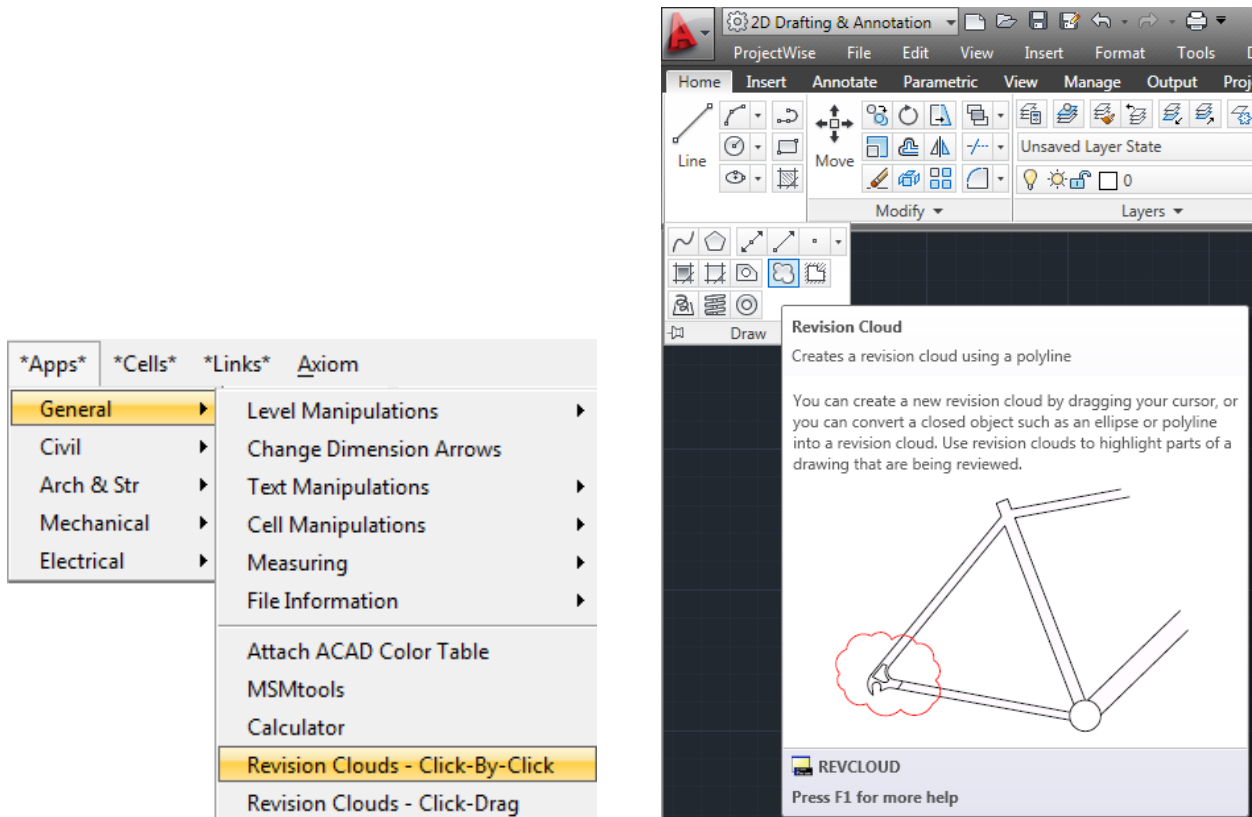 *Apps* *Cells* *Links* Axiom
General
Civil
Arch & Str
Mechanical
Electrical
Level Manipulations
Change Dimension Arrows
Text Manipulations
Cell Manipulations
Measuring
File Information
Attach ACAD Color Table
MSMtools
Calculator
Revision Clouds - Click-By-Click
Revision Clouds - Click-Drag
2D Drafting & Annotation
ProjectWise File Edit View Insert Format Tools D
Home Insert Annotate Parametric View Manage Output Proj
Line
Move
Unsaved Layer State
0
Modify
Layers
Draw
Revision Cloud
Creates a revision cloud using a polyline
You can create a new revision cloud by dragging your cursor, or
you can convert a closed object such as an ellipse or polyline
into a revision cloud. Use revision clouds to highlight parts of a
drawing that are being reviewed.
REVCLOUD
Press F1 for more help